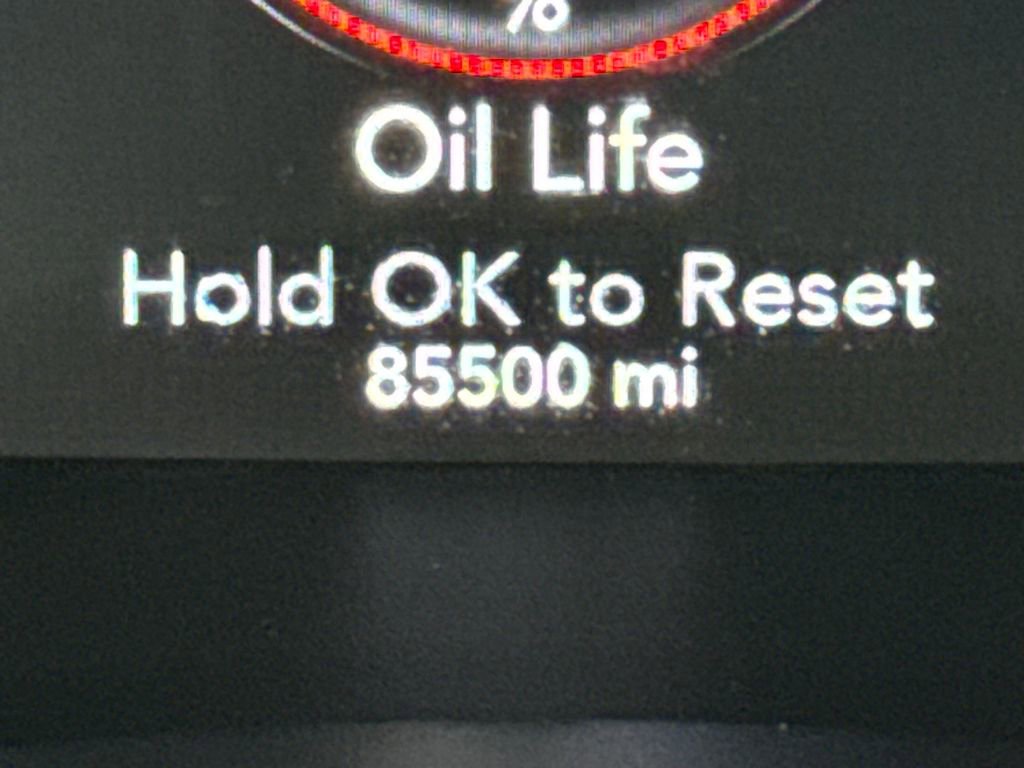 %
Oil Life
Hold OK to Reset
85500 mi